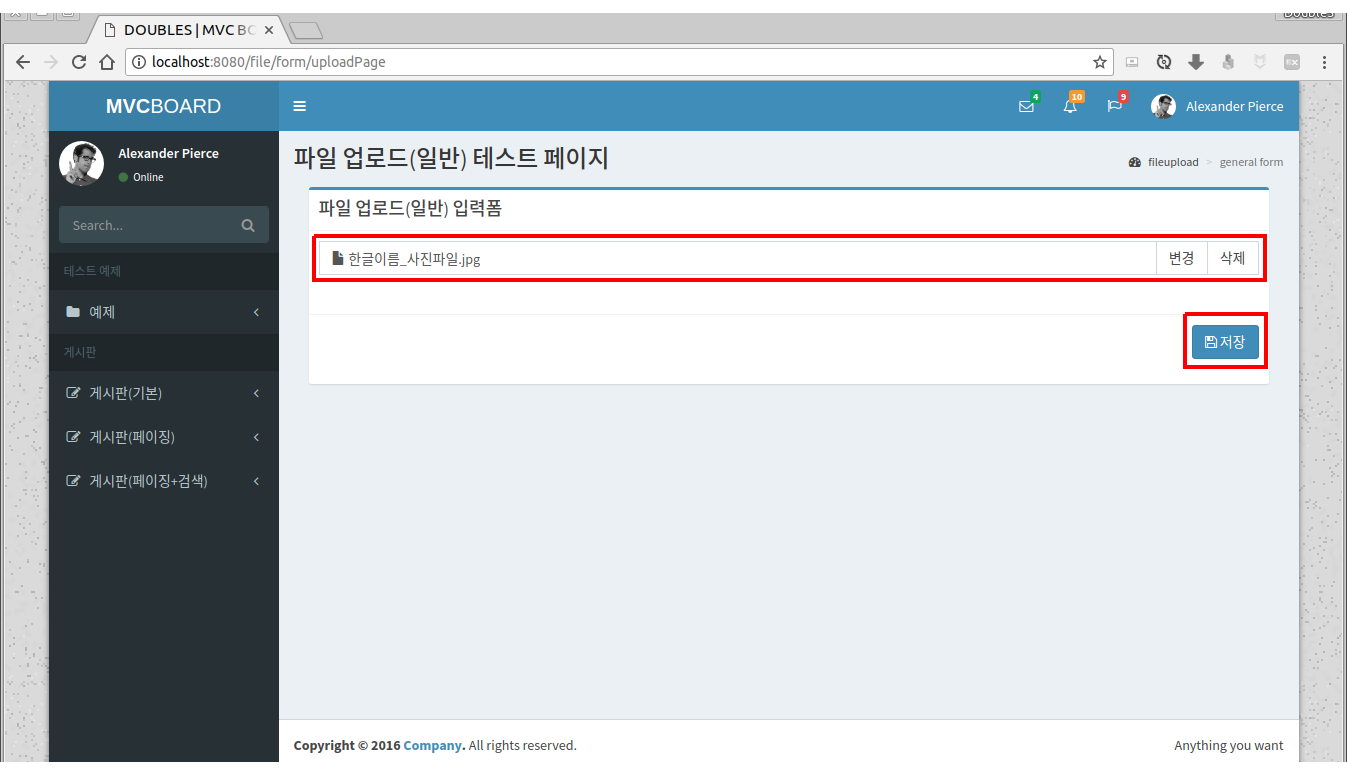 Doubles
DOUBLES | MVC BO
localhost:8080/file/form/uploadPage
MVCBOARD
4
10
9
Alexander Pierce
Alexander Pierce
Online
Search...
테스트 예제
예제
게시판
게시판(기본)
게시판(페이징)
게시판(페이징+검색)
파일 업로드(일반) 테스트 페이지
fileupload > general form
파일 업로드(일반) 입력폼
한글이름_사진파일.jpg 변경 삭제
저장
Copyright © 2016 Company. All rights reserved.
Anything you want